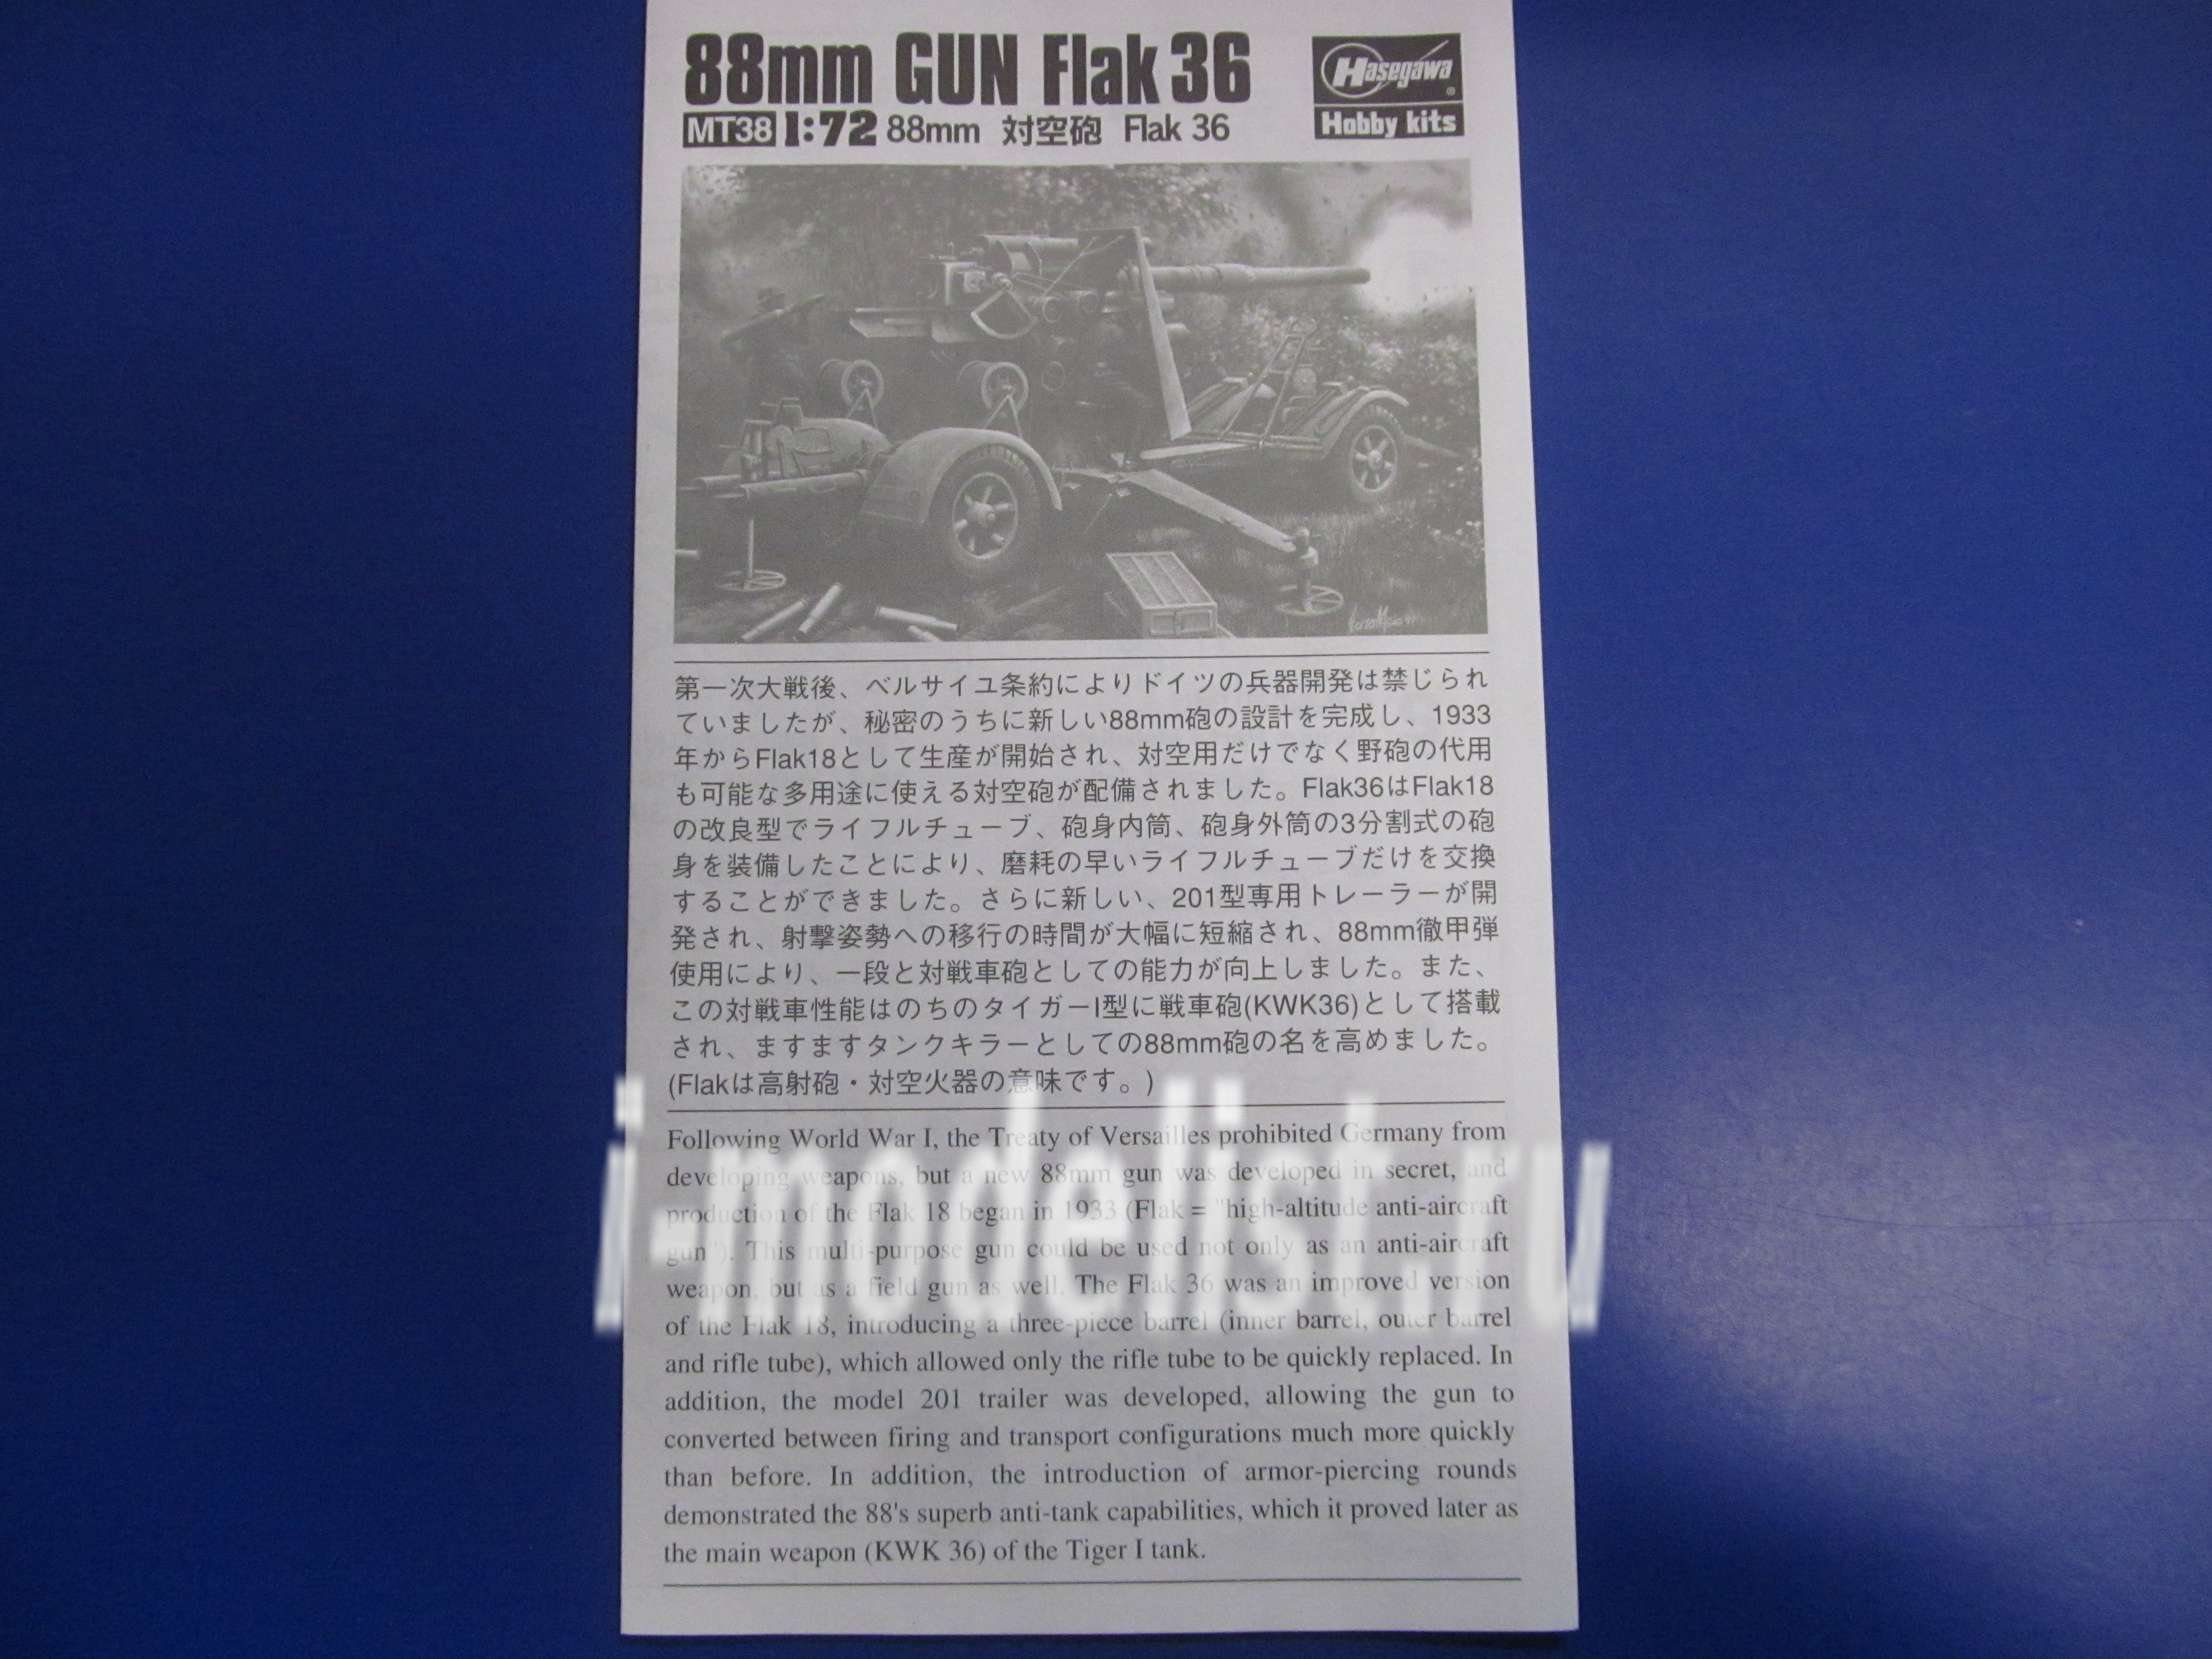 88mm GUN Flak 36
Hasegawa
Hobby kits
MT38 1:72 88mm 対空砲 Flak 36
第一次大戦後、ベルサイユ条約によりドイツの兵器開発は禁じられ
ていましたが、秘密のうちに新しい88mm砲の設計を完成し、1933
年からFlak18として生産が開始され、対空用だけでなく野砲の代用
も可能な多用途に使える対空砲が配備されました。Flak36はFlak18
の改良型でライフルチューブ、砲身内筒、砲身外筒の3分割式の砲
身を装備したことにより、磨耗の早いライフルチューブだけを交換
することができました。さらに新しい、201型専用トレーラーが開
発され、射撃姿勢への移行の時間が大幅に短縮され、88mm徹甲弾
使用により、一段と対戦車砲としての能力が向上しました。また、
この対戦車性能はのちのタイガーI型に戦車砲(KWK36)として搭載
され、ますますタンクキラーとしての88mm砲の名を高めました。
(Flakは高射砲・対空火器の意味です。)
Following World War I, the Treaty of Versailles prohibited Germany from
developing weapons, but a new 88mm gun was developed in secret, and
production of the Flak 18 began in 1933 (Flak = "high-altitude anti-aircraft
gun"). This multi-purpose gun could be used not only as an anti-aircraft
weapon, but as a field gun as well. The Flak 36 was an improved version
of the Flak 18, introducing a three-piece barrel (inner barrel, outer barrel
and rifle tube), which allowed only the rifle tube to be quickly replaced. In
addition, the model 201 trailer was developed, allowing the gun to
converted between firing and transport configurations much more quickly
than before. In addition, the introduction of armor-piercing rounds
demonstrated the 88's superb anti-tank capabilities, which it proved later as
the main weapon (KWK 36) of the Tiger I tank.
i-modelist.ru